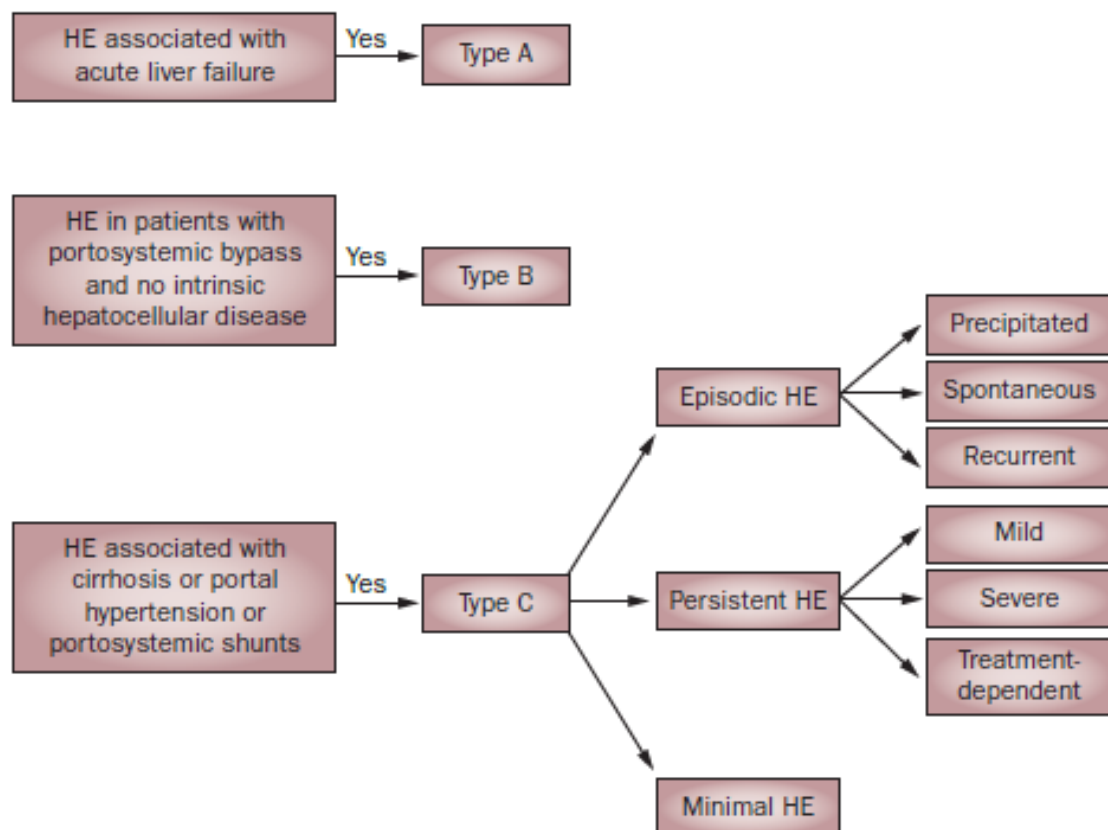 HE associated with
acute liver failure
Yes
Type A
HE in patients with
portosystemic bypass
and no intrinsic
hepatocellular disease
Yes
Type B
HE associated with
cirrhosis or portal
hypertension or
portosystemic shunts
Yes
Type C
Episodic HE
Precipitated
Spontaneous
Recurrent
Persistent HE
Mild
Severe
Treatment-
dependent
Minimal HE